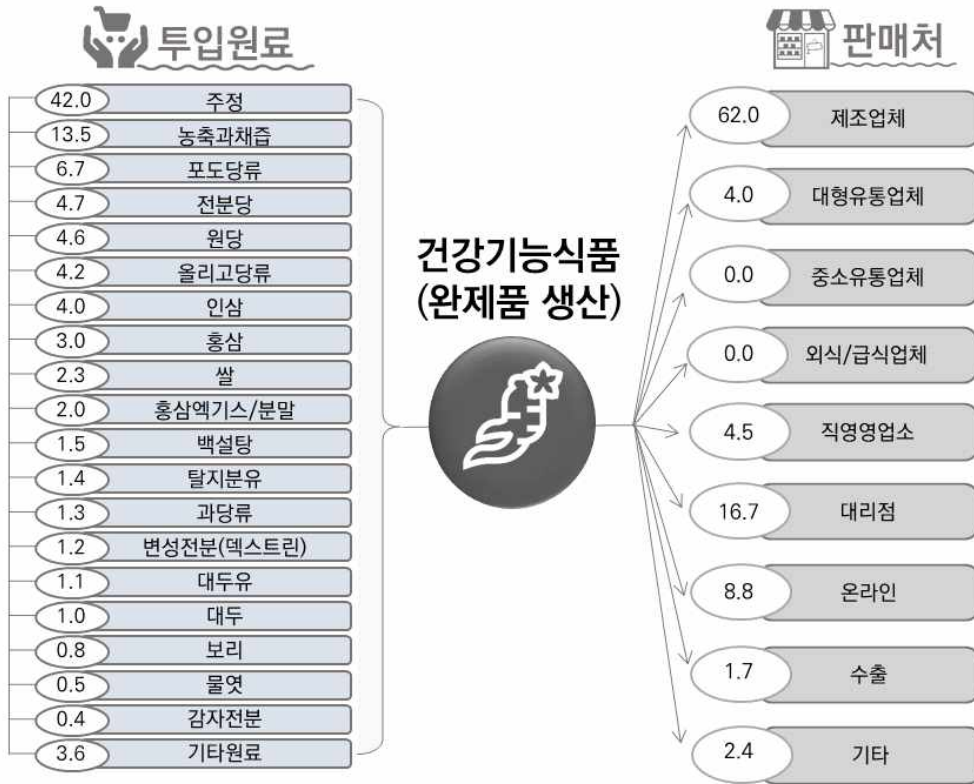 투입원료
42.0 주정
13.5 농축과채즙
6.7 포도당류
4.7 전분당
4.6 원당
4.2 올리고당류
4.0 인삼
3.0 홍삼
2.3 쌀
2.0 홍삼엑기스/분말
1.5 백설탕
1.4 탈지분유
1.3 과당류
1.2 변성전분(덱스트린)
1.1 대두유
1.0 대두
0.8 보리
0.5 물엿
0.4 감자전분
3.6 기타원료
건강기능식품
(완제품 생산)
판매처
62.0 제조업체
4.0 대형유통업체
0.0 중소유통업체
0.0 외식/급식업체
4.5 직영영업소
16.7 대리점
8.8 온라인
1.7 수출
2.4 기타